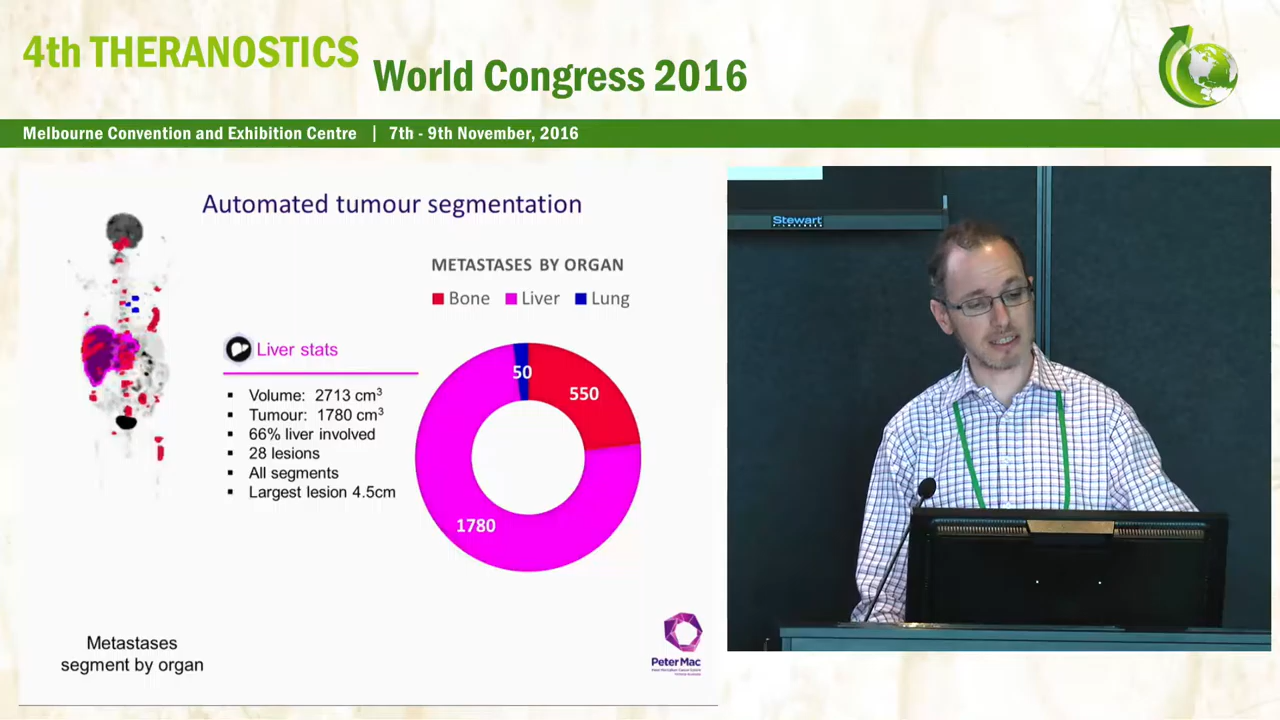 4th THERANOSTICS
World Congress 2016
Melbourne Convention and Exhibition Centre | 7th - 9th November, 2016
Automated tumour segmentation
METASTASES BY ORGAN
Bone Liver Lung
Liver stats
Volume: 2713 cm³
Tumour: 1780 cm³
66% liver involved
28 lesions
All segments
Largest lesion 4.5cm
50
550
1780
Metastases
segment by organ
Peter Mac
Stewart